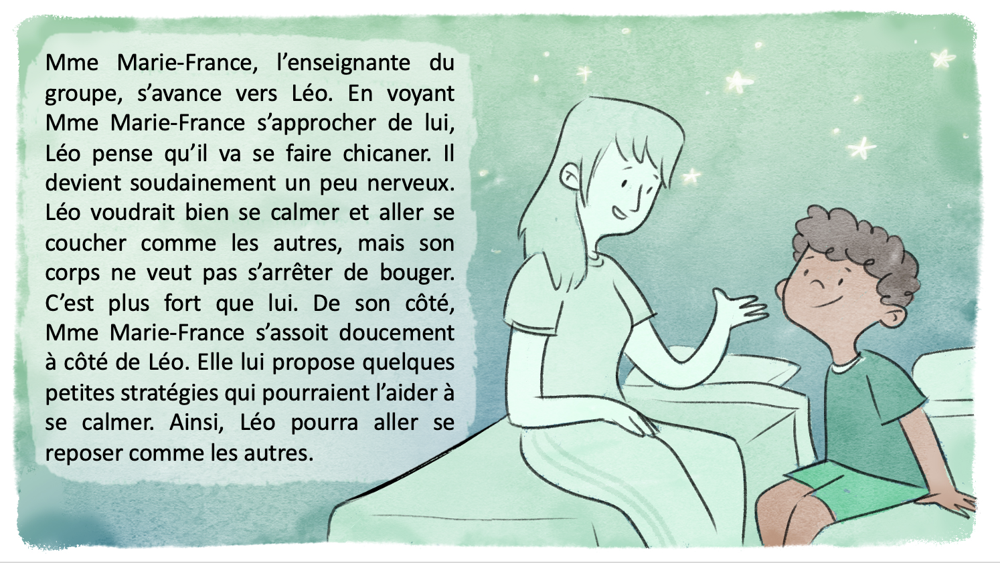 Mme Marie-France, l’enseignante du
groupe, s’avance vers Léo. En voyant
Mme Marie-France s’approcher de lui,
Léo pense qu’il va se faire chicaner. Il
devient soudainement un peu nerveux.
Léo voudrait bien se calmer et aller se
coucher comme les autres, mais son
corps ne veut pas s’arrêter de bouger.
C’est plus fort que lui. De son côté,
Mme Marie-France s’assoit doucement
à côté de Léo. Elle lui propose quelques
petites stratégies qui pourraient l’aider à
se calmer. Ainsi, Léo pourra aller se
reposer comme les autres.